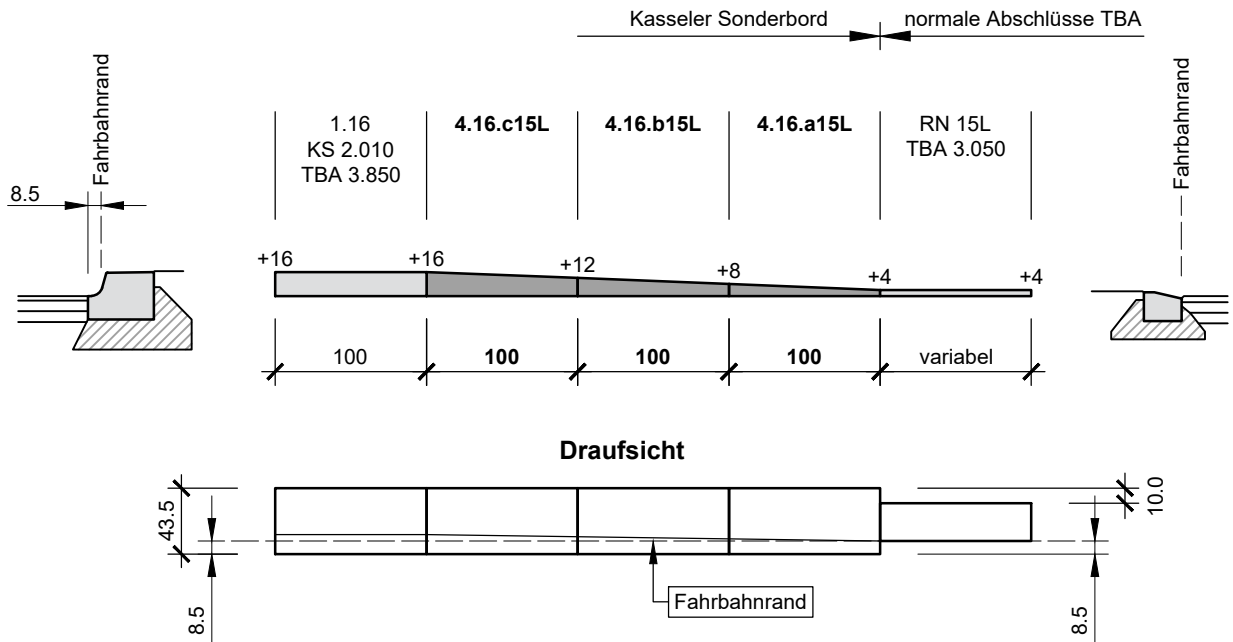 Kasseler Sonderbord
normale Abschlüsse TBA
Fahrbahnrand
8.5
1.16
KS 2.010
TBA 3.850
4.16.c15L
4.16.b15L
4.16.a15L
RN 15L
TBA 3.050
Fahrbahnrand
+16
+16
+12
+8
+4
+4
100
100
100
100
variabel
Draufsicht
43.5
8.5
10.0
8.5
Fahrbahnrand